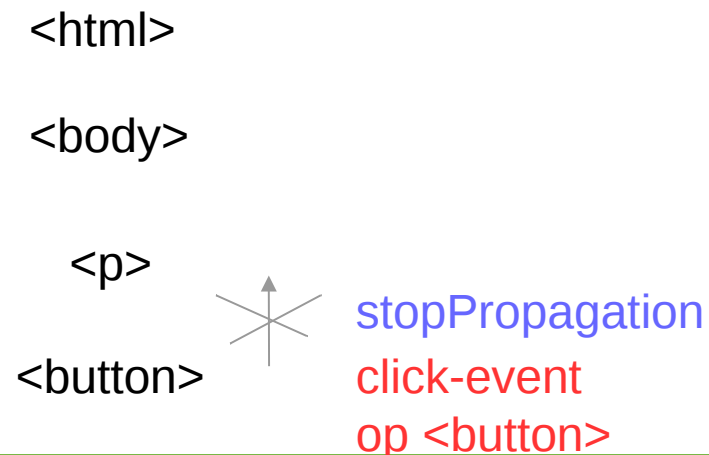 <html>
<body>
<p>
stopPropagation
<button>
click-event
op <button>